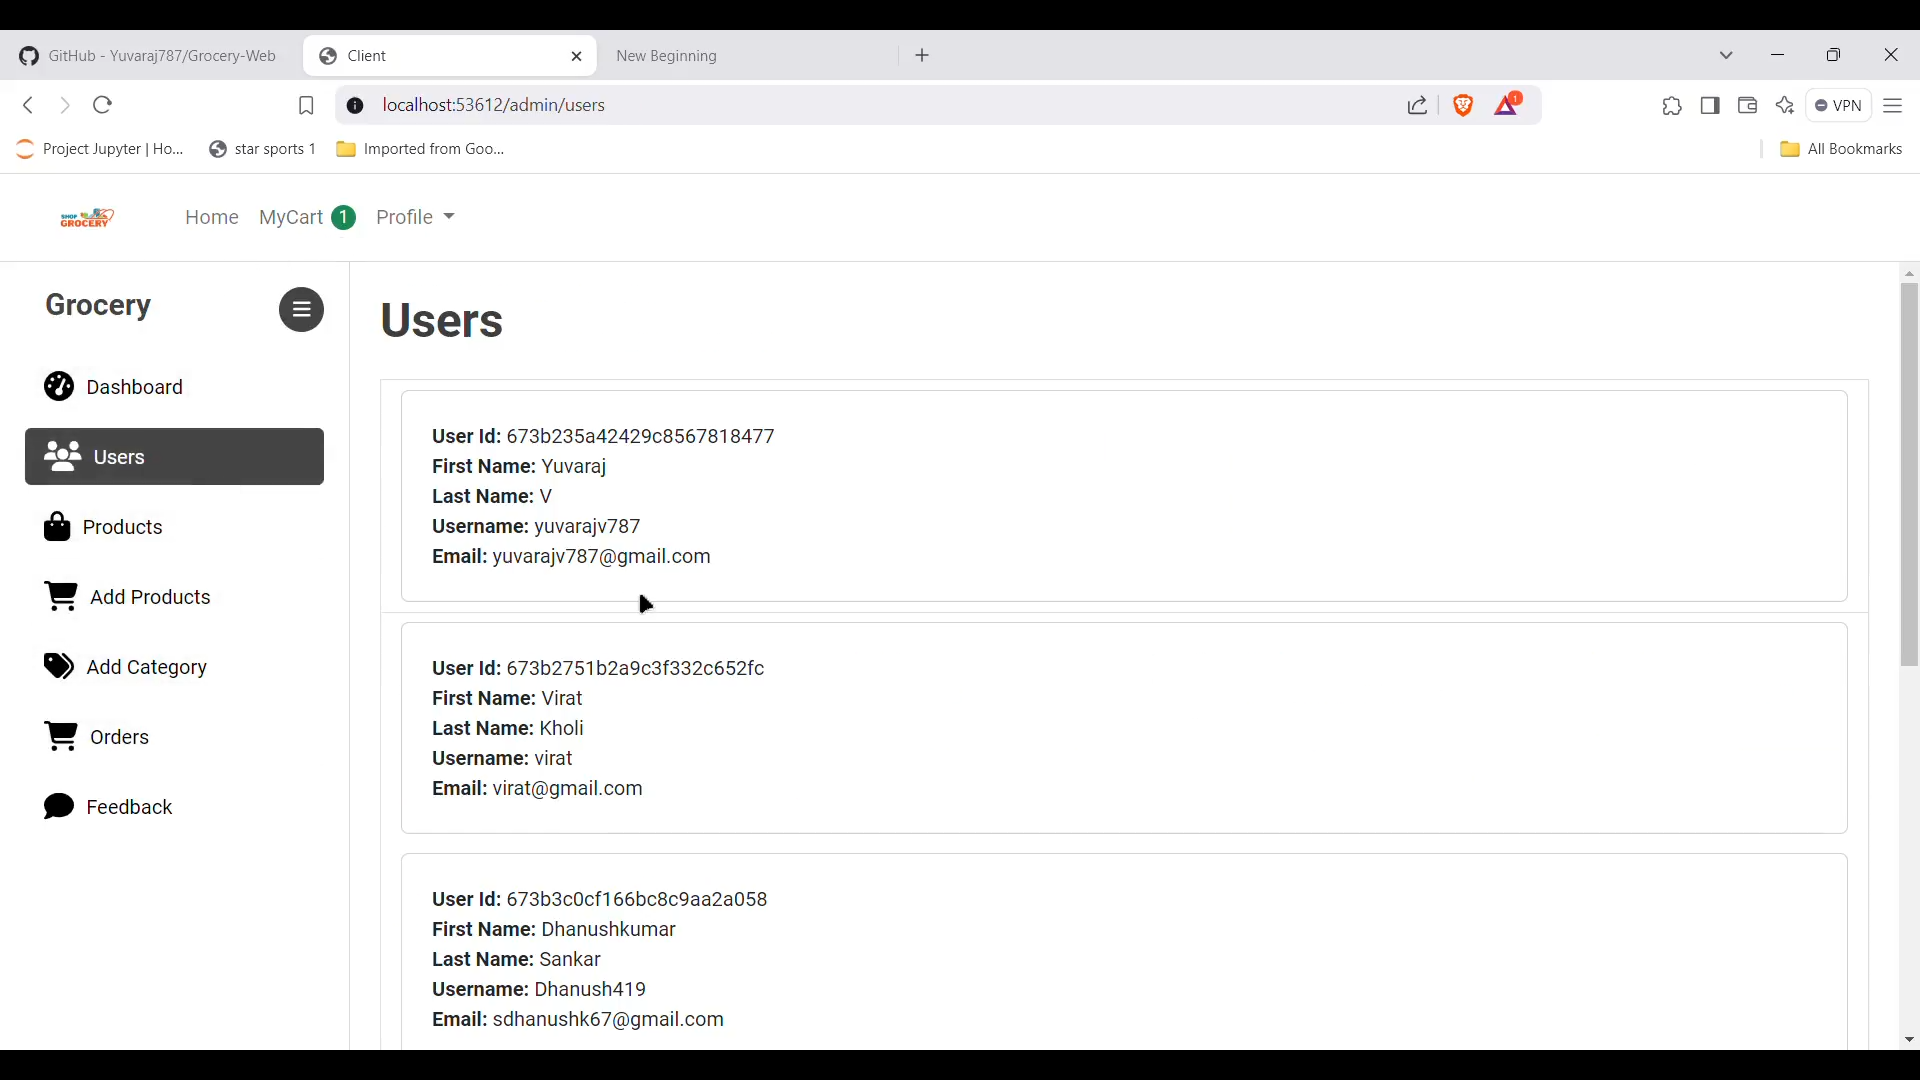 GitHub - Yuvaraj787/Grocery-Web
Client
New Beginning
localhost:53612/admin/users
1
VPN
Project Jupyter | Ho...
star sports 1
Imported from Goo...
All Bookmarks
SHOP
GROCERY
Home
MyCart 1
Profile
Grocery
Dashboard
Users
Products
Add Products
Add Category
Orders
Feedback
Users
User Id: 673b235a42429c8567818477
First Name: Yuvaraj
Last Name: V
Username: yuvarajv787
Email: yuvarajv787@gmail.com
User Id: 673b2751b2a9c3f332c652fc
First Name: Virat
Last Name: Kholi
Username: virat
Email: virat@gmail.com
User Id: 673b3c0cf166bc8c9aa2a058
First Name: Dhanushkumar
Last Name: Sankar
Username: Dhanush419
Email: sdhanushk67@gmail.com